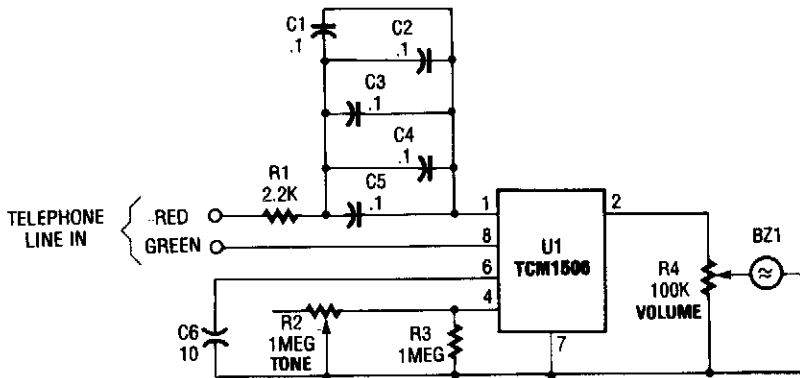 C1
.1
C2
.1
C3
.1
C4
.1
R1
2.2K
C5
.1
TELEPHONE
LINE IN
RED
GREEN
1
8
6
4
2
7
U1
TCM1506
BZ1
R4
100K
VOLUME
≈
C6
10
R2
1MEG
TONE
R3
1MEG